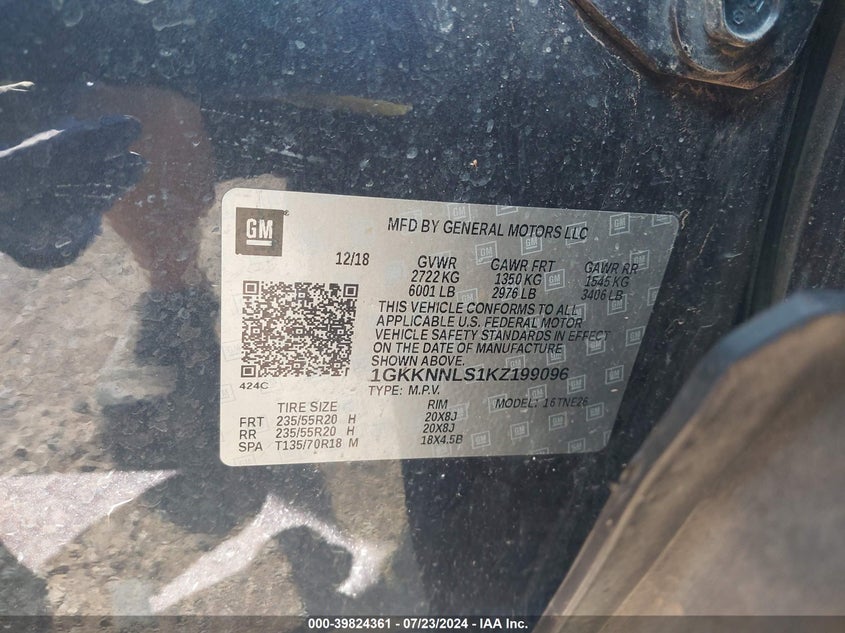 GM
MFD BY GENERAL MOTORS LLC
12/18 GVWR GAWR FRT GAWR RR
2722 KG 1350 KG 1545 KG
6001 LB 2976 LB 3406 LB
THIS VEHICLE CONFORMS TO ALL
APPLICABLE U.S. FEDERAL MOTOR
VEHICLE SAFETY STANDARDS IN EFFECT
ON THE DATE OF MANUFACTURE
SHOWN ABOVE.
424C
1GKKNNLS1KZ199096
TYPE: M.P.V.
TIRE SIZE RIM MODEL: 16TNE26
FRT 235/55R20 H 20X8J
RR 235/55R20 H 20X8J
SPA T135/70R18 M 18X4.5B
000-39824361 - 07/23/2024 - IAA Inc.